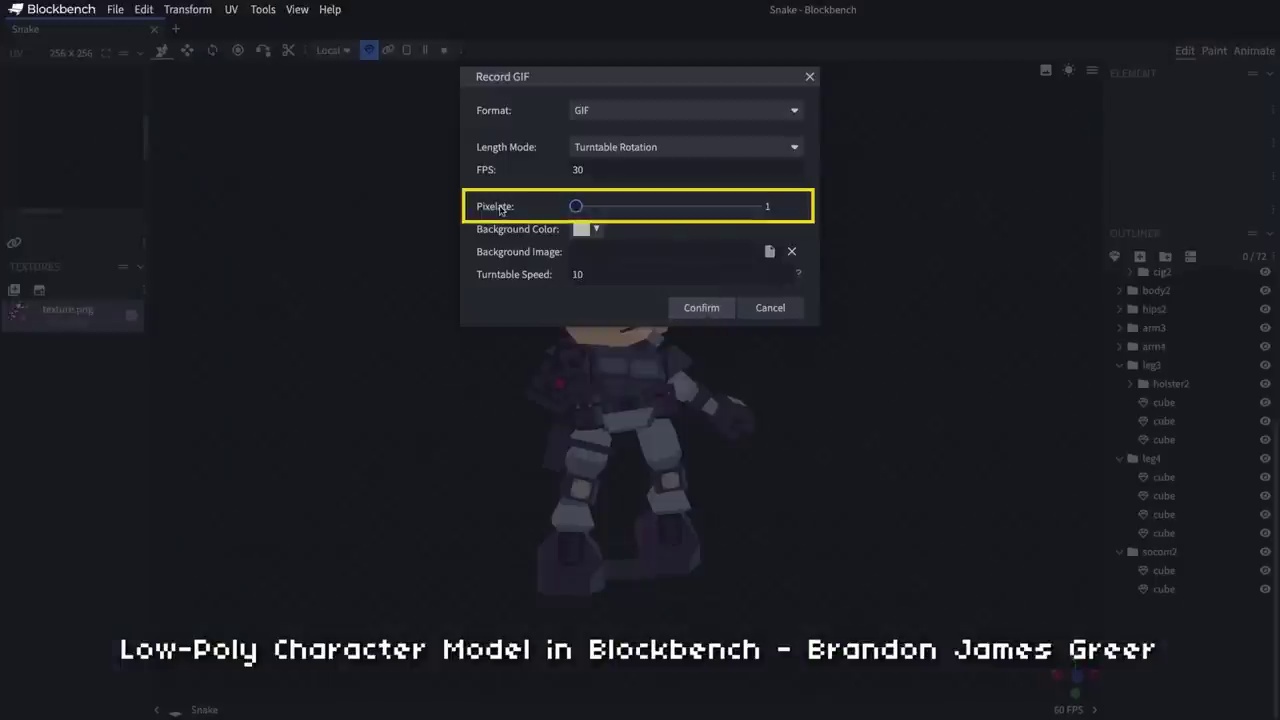 Blockbench File Edit Transform UV Tools View Help
Snake - Blockbench
Snake
UV 256 x 256
Local
Edit Paint Animate
Record GIF
ELEMENT
Format: GIF
Length Mode: Turntable Rotation
FPS: 30
Pixelate: 1
Background Color:
OUTLINER
Background Image:
0 / 72
TEXTURES
Turntable Speed: 10 ?
cig2
body2
texture.png
hips2
Confirm Cancel
arm3
arm4
leg3
holster2
cube
cube
cube
leg4
cube
cube
cube
cube
socom2
cube
cube
Low-Poly Character Model in Blockbench - Brandon James Greer
Snake
60 FPS